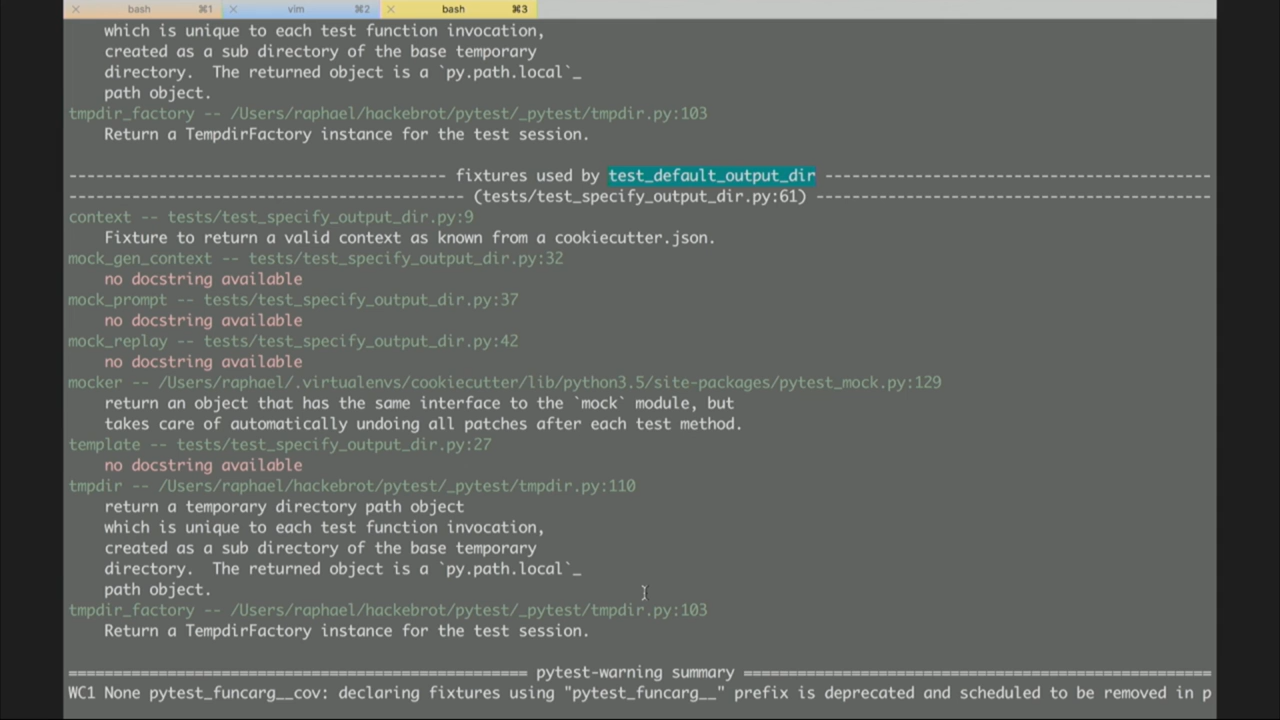 × bash ⌘1 × vim ⌘2 × bash ⌘3
which is unique to each test function invocation,
created as a sub directory of the base temporary
directory.  The returned object is a `py.path.local`_
path object.
tmpdir_factory -- /Users/raphael/hackebrot/pytest/_pytest/tmpdir.py:103
Return a TempdirFactory instance for the test session.
------------------------------------------ fixtures used by test_default_output_dir -------------------------------------------
-------------------------------------------- (tests/test_specify_output_dir.py:61) ---------------------------------------------
context -- tests/test_specify_output_dir.py:9
Fixture to return a valid context as known from a cookiecutter.json.
mock_gen_context -- tests/test_specify_output_dir.py:32
no docstring available
mock_prompt -- tests/test_specify_output_dir.py:37
no docstring available
mock_replay -- tests/test_specify_output_dir.py:42
no docstring available
mocker -- /Users/raphael/.virtualenvs/cookiecutter/lib/python3.5/site-packages/pytest_mock.py:129
return an object that has the same interface to the `mock` module, but
takes care of automatically undoing all patches after each test method.
template -- tests/test_specify_output_dir.py:27
no docstring available
tmpdir -- /Users/raphael/hackebrot/pytest/_pytest/tmpdir.py:110
return a temporary directory path object
which is unique to each test function invocation,
created as a sub directory of the base temporary
directory.  The returned object is a `py.path.local`_
path object.
tmpdir_factory -- /Users/raphael/hackebrot/pytest/_pytest/tmpdir.py:103
Return a TempdirFactory instance for the test session.
=================================================== pytest-warning summary ====================================================
WC1 None pytest_funcarg__cov: declaring fixtures using "pytest_funcarg__" prefix is deprecated and scheduled to be removed in p